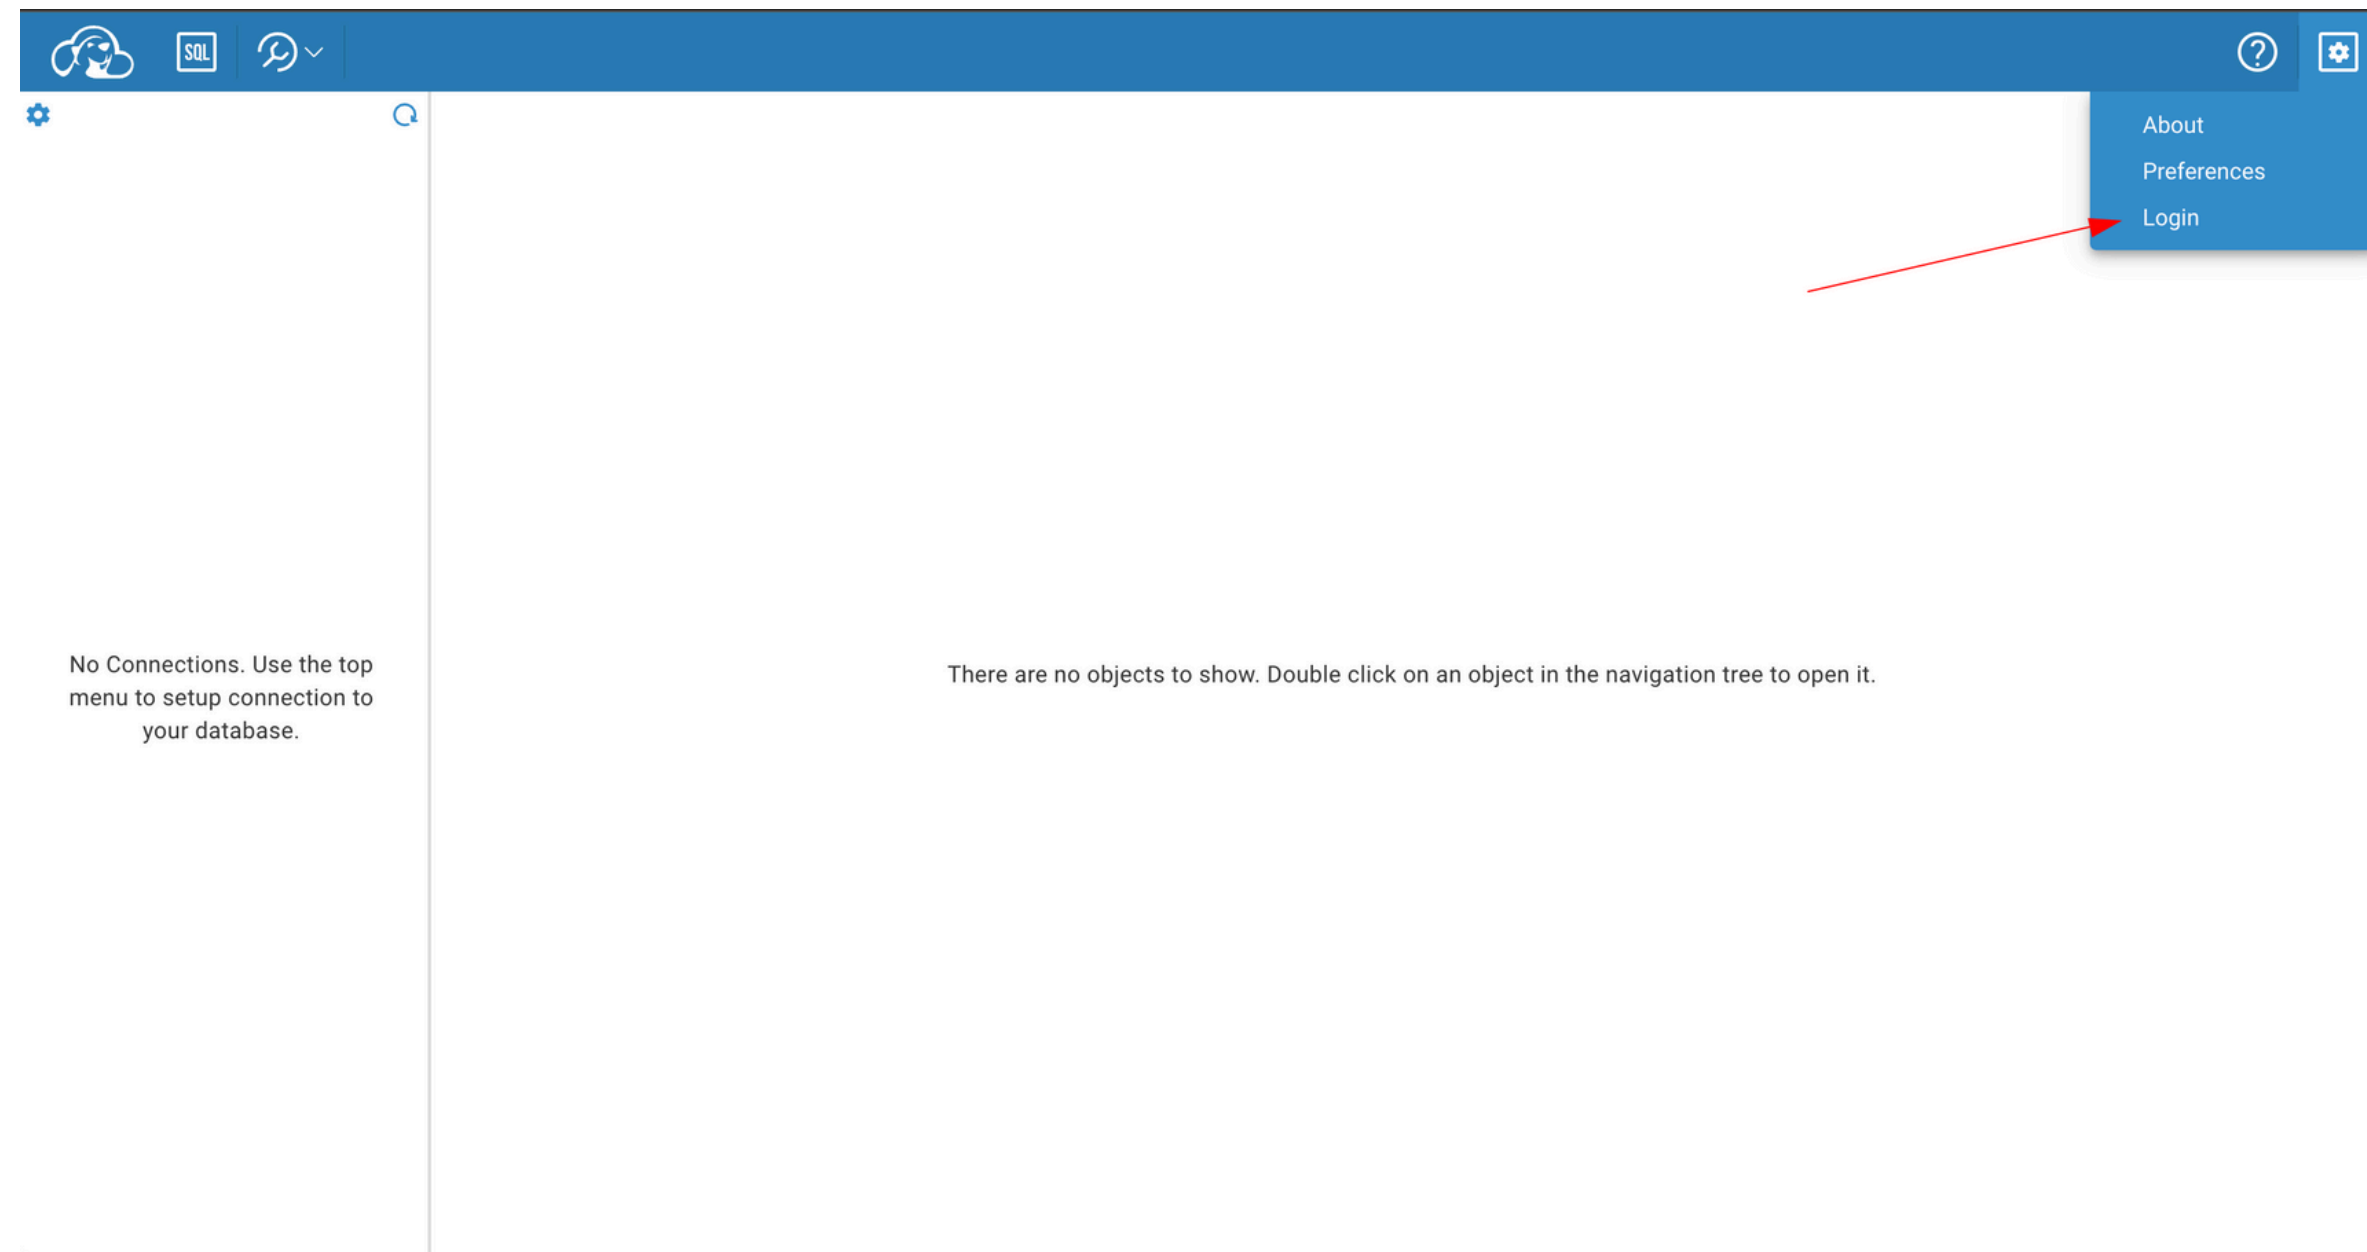 SQL
About
Preferences
Login
No Connections. Use the top
menu to setup connection to
your database.
There are no objects to show. Double click on an object in the navigation tree to open it.